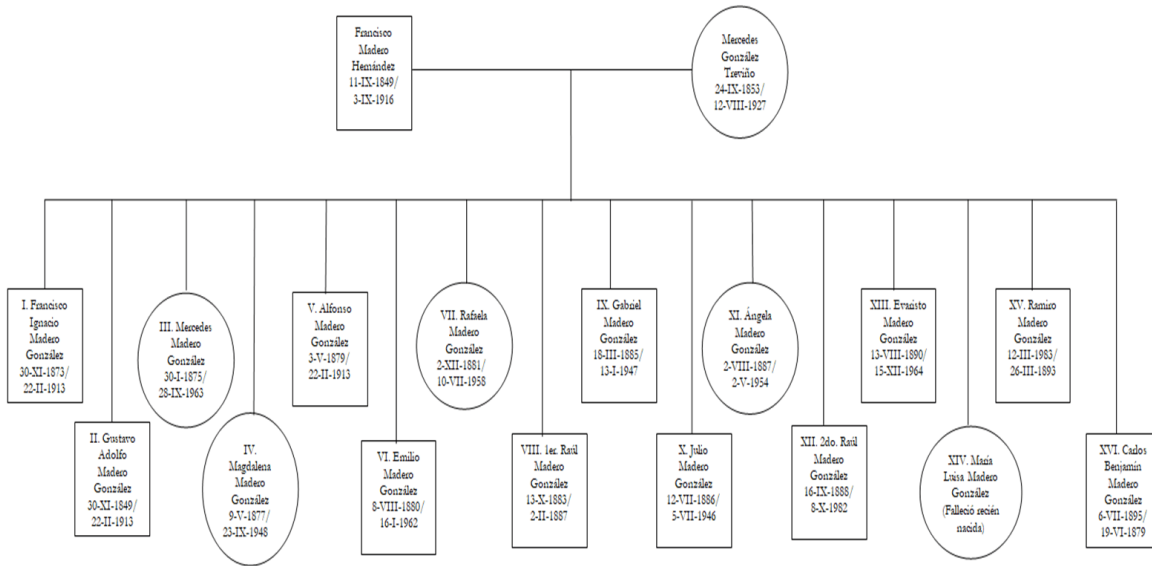 Francisco
Madero
Hernández
11-IX-1849/
3-IX-1916
Mercedes
González
Treviño
24-IX-1853/
12-VIII-1927
I. Francisco
Ignacio
Madero
González
30-XI-1873/
22-II-1913
II. Gustavo
Adolfo
Madero
González
30-XI-1849/
22-II-1913
III. Mercedes
Madero
González
30-I-1875/
28-IX-1963
IV.
Magdalena
Madero
González
9-V-1877/
23-IX-1948
V. Alfonso
Madero
González
3-V-1879/
22-II-1913
VI. Emilio
Madero
González
8-VIII-1880/
16-I-1962
VII. Rafaela
Madero
González
2-XII-1881/
10-VII-1958
VIII. 1er. Raúl
Madero
González
13-X-1883/
2-II-1887
IX. Gabriel
Madero
González
18-III-1885/
13-I-1947
X. Julio
Madero
González
12-VII-1886/
5-VII-1946
XI. Ángela
Madero
González
2-VIII-1887/
2-V-1954
XII. 2do. Raúl
Madero
González
16-IX-1888/
8-X-1982
XIII. Evaristo
Madero
González
13-VIII-1890/
15-XII-1964
XIV. María
Luisa Madero
González
(Falleció recién
nacida)
XV. Ramiro
Madero
González
12-III-1983/
26-III-1893
XVI. Carlos
Benjamín
Madero
González
6-VII-1895/
19-VI-1879